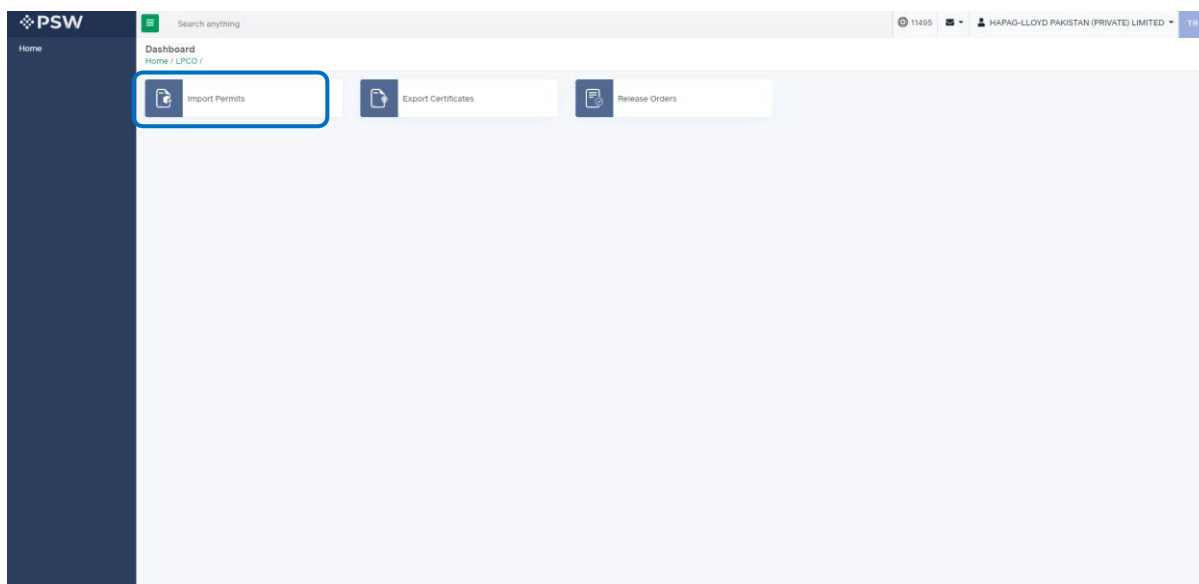 PSW
Search anything
11495
HAPAG-LLOYD PAKISTAN (PRIVATE) LIMITED
TR
Home
Dashboard
Home / LPCO /
Import Permits
Export Certificates
Release Orders